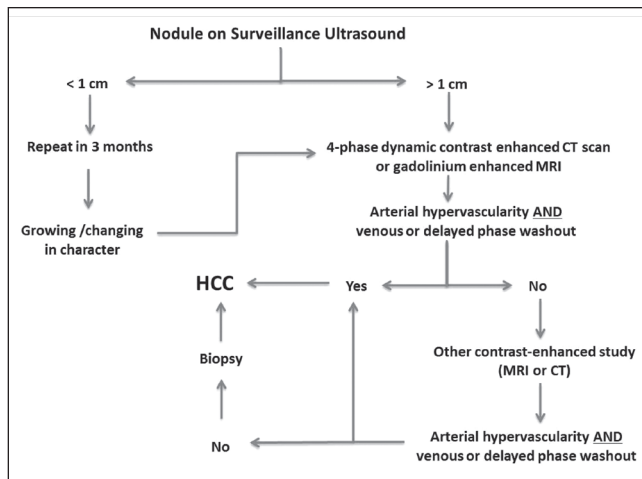 Nodule on Surveillance Ultrasound
< 1 cm
> 1 cm
Repeat in 3 months
4-phase dynamic contrast enhanced CT scan
or gadolinium enhanced MRI
Growing /changing
in character
Arterial hypervascularity AND
venous or delayed phase washout
HCC
Yes
No
Biopsy
Other contrast-enhanced study
(MRI or CT)
No
Arterial hypervascularity AND
venous or delayed phase washout